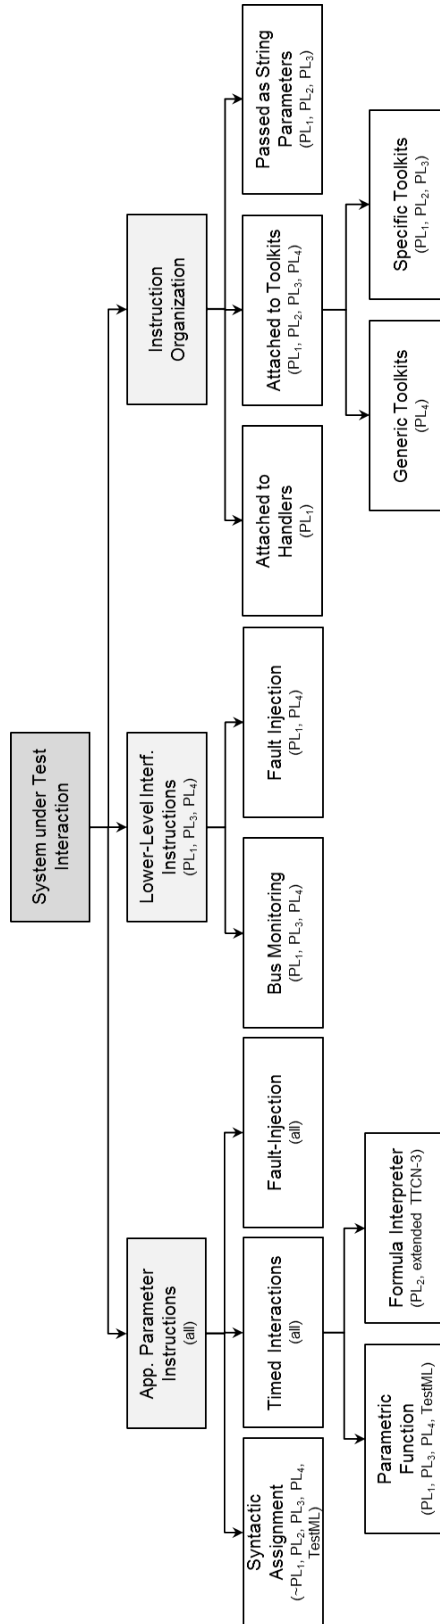 System under Test
Interaction
App. Parameter
Instructions
(all)
Lower-Level Interf.
Instructions
(PL₁, PL₃, PL₄)
Instruction
Organization
Syntactic
Assignment
(~PL₁, PL₂, PL₃, PL₄,
TestML)
Timed Interactions
(all)
Fault-Injection
(all)
Bus Monitoring
(PL₁, PL₃, PL₄)
Fault Injection
(PL₁, PL₄)
Attached to
Handlers
(PL₁)
Attached to Toolkits
(PL₁, PL₂, PL₃, PL₄)
Passed as String
Parameters
(PL₁, PL₂, PL₃)
Parametric
Function
(PL₁, PL₃, PL₄, TestML)
Formula Interpreter
(PL₂, extended TTCN-3)
Generic Toolkits
(PL₄)
Specific Toolkits
(PL₁, PL₂, PL₃)